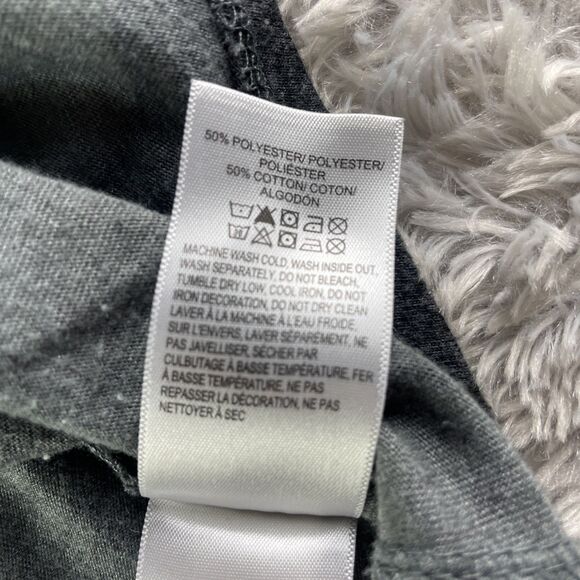 50% POLYESTER/ POLYESTER/
POLIÉSTER
50% COTTON/ COTON/
ALGODÓN
MACHINE WASH COLD, WASH INSIDE OUT,
WASH SEPARATELY, DO NOT BLEACH,
TUMBLE DRY LOW, COOL IRON, DO NOT
IRON DECORATION, DO NOT DRY CLEAN
LAVER À LA MACHINE À L'EAU FROIDE,
SUR L'ENVERS, LAVER SÉPAREMENT, NE
PAS JAVELLISER, SÉCHER PAR
CULBUTAGE À BASSE TEMPÉRATURE, FER
À BASSE TEMPÉRATURE, NE PAS
REPASSER LA DÉCORATION, NE PAS
NETTOYER À SEC